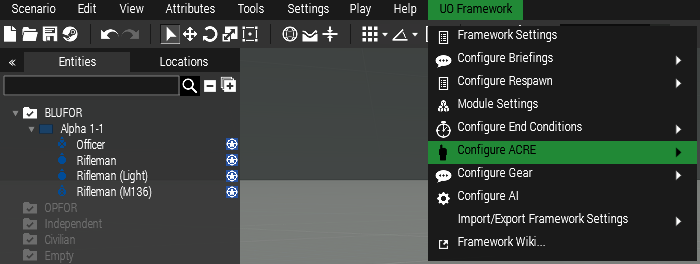 Scenario Edit View Attributes Tools Settings Play Help UO Framework
Entities Locations
BLUFOR
Alpha 1-1
Officer
Rifleman
Rifleman (Light)
Rifleman (M136)
OPFOR
Independent
Civilian
Empty
Framework Settings
Configure Briefings
Configure Respawn
Module Settings
Configure End Conditions
Configure ACRE
Configure Gear
Configure AI
Import/Export Framework Settings
Framework Wiki...